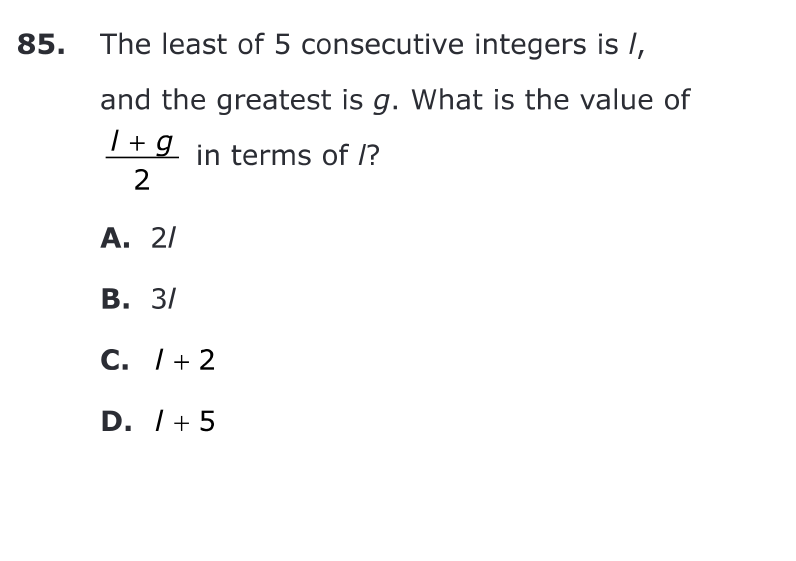 85. The least of 5 consecutive integers is l,
and the greatest is g. What is the value of
l + g
2
in terms of l?
A. 2l
B. 3l
C. l + 2
D. l + 5